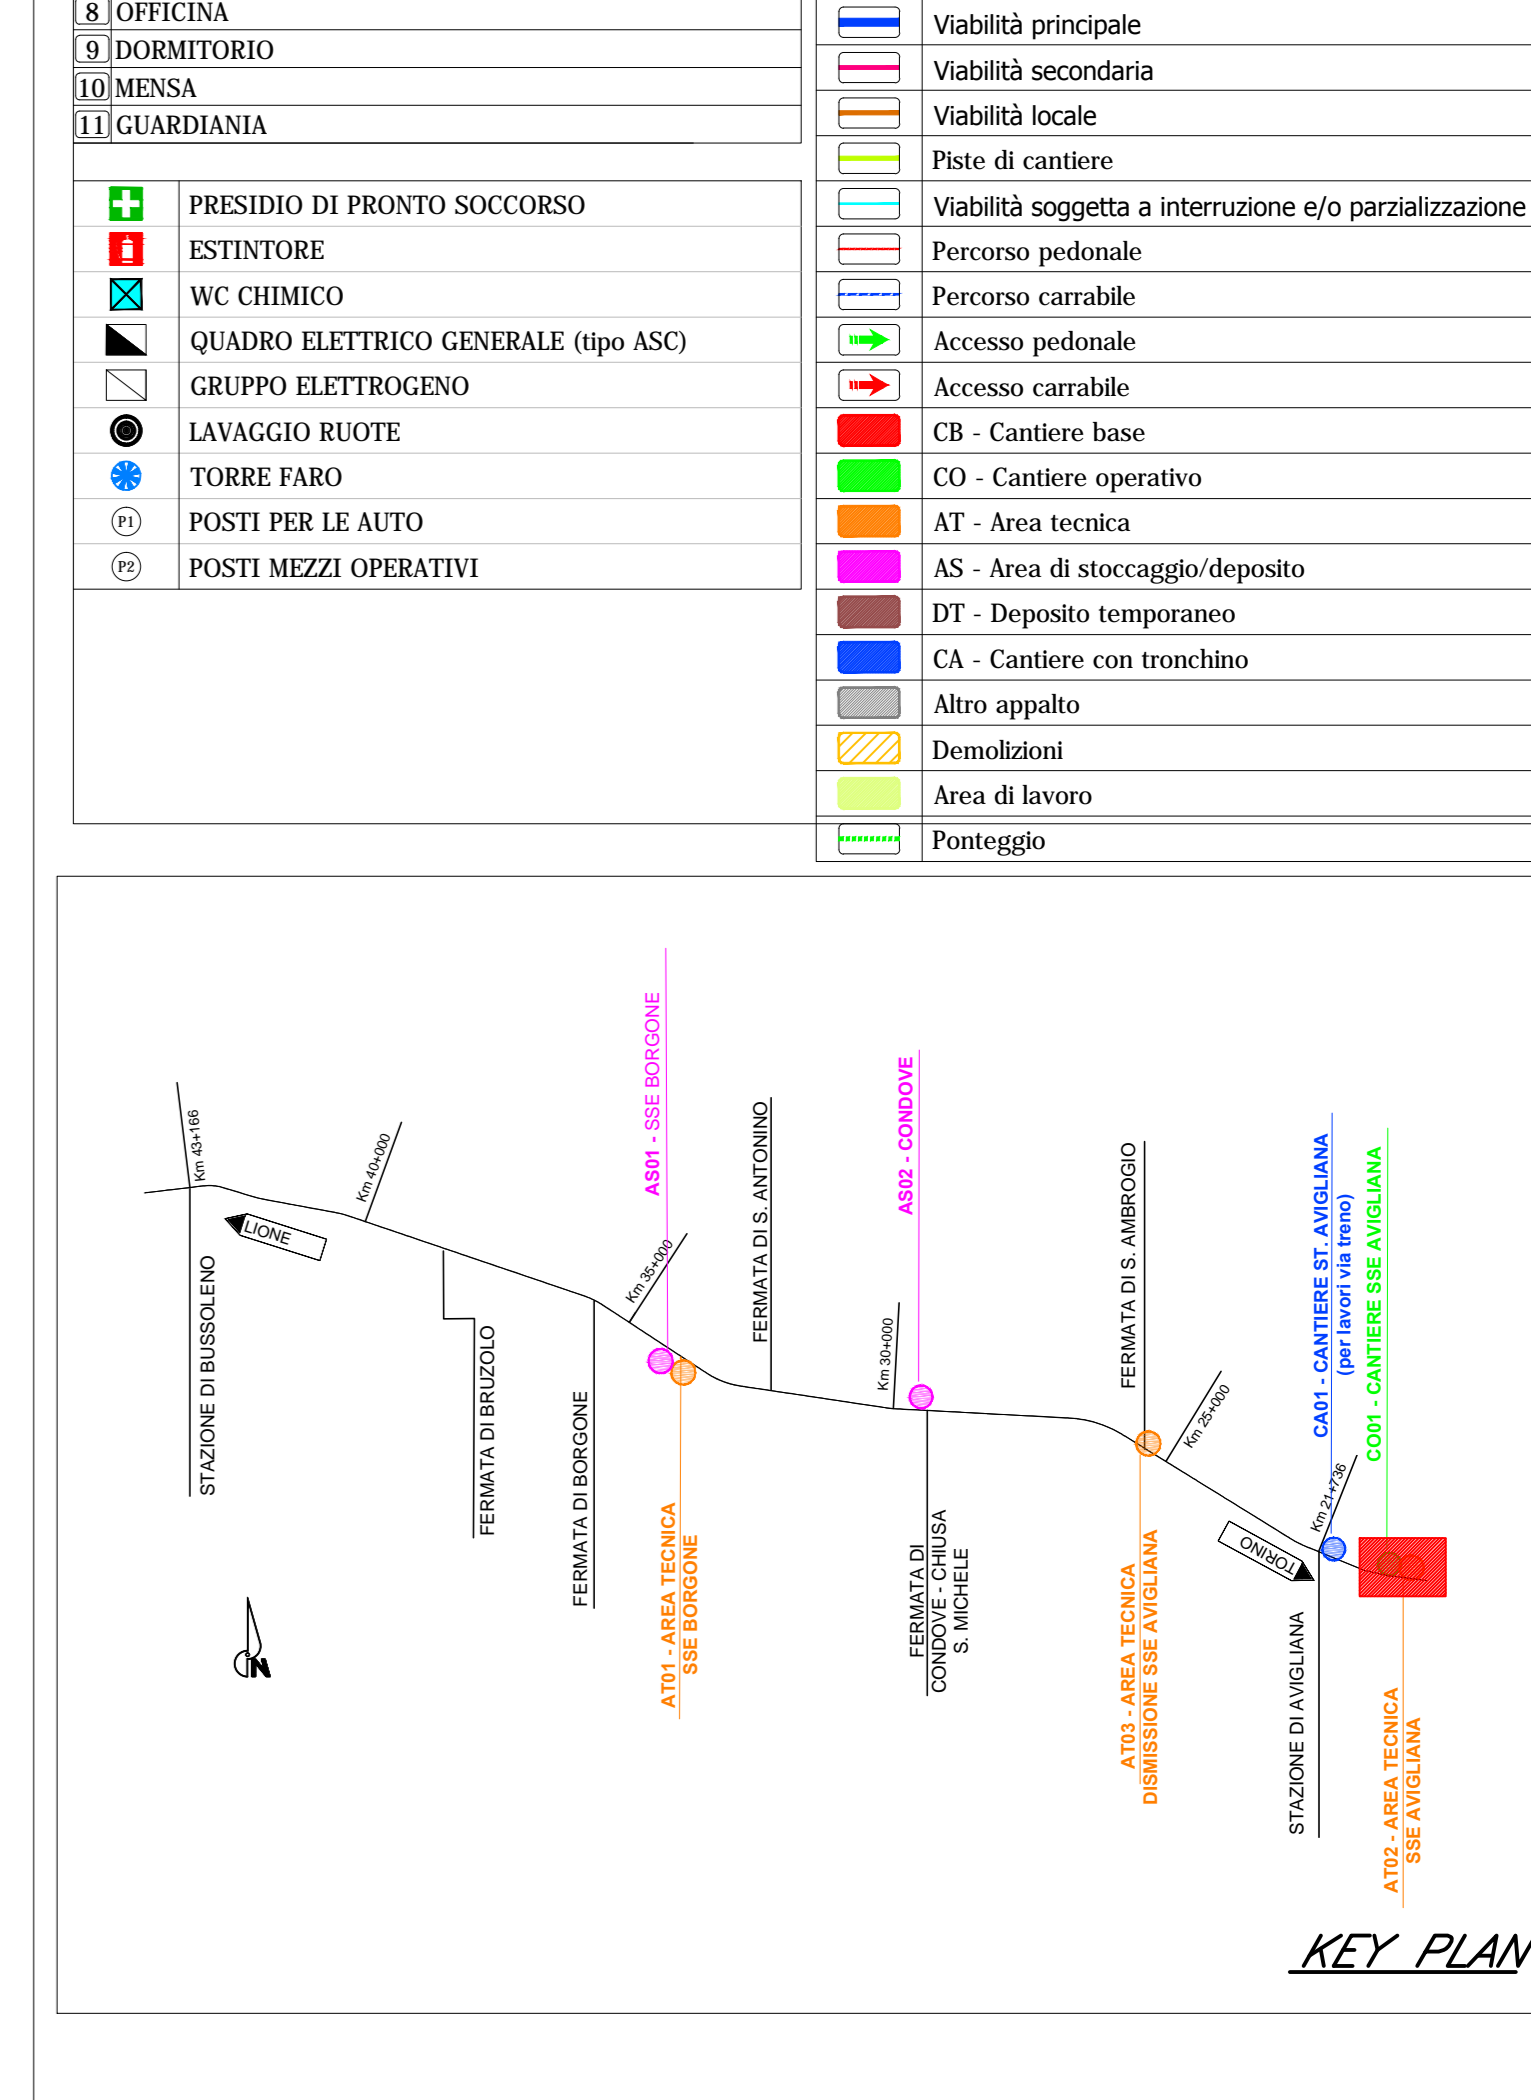 8 OFFICINA
9 DORMITORIO
10 MENSA
11 GUARDIANIA
PRESIDIO DI PRONTO SOCCORSO
ESTINTORE
WC CHIMICO
QUADRO ELETTRICO GENERALE (tipo ASC)
GRUPPO ELETTROGENO
LAVAGGIO RUOTE
TORRE FARO
P1 POSTI PER LE AUTO
P2 POSTI MEZZI OPERATIVI
Viabilità principale
Viabilità secondaria
Viabilità locale
Piste di cantiere
Viabilità soggetta a interruzione e/o parzializzazione
Percorso pedonale
Percorso carrabile
Accesso pedonale
Accesso carrabile
CB - Cantiere base
CO - Cantiere operativo
AT - Area tecnica
AS - Area di stoccaggio/deposito
DT - Deposito temporaneo
CA - Cantiere con tronchino
Altro appalto
Demolizioni
Area di lavoro
Ponteggio
Km 43+166
STAZIONE DI BUSSOLENO
LIONE
Km 40+000
FERMATA DI BRUZOLO
FERMATA DI BORGONE
Km 35+000
AS01 - SSE BORGONE
AT01 - AREA TECNICA
SSE BORGONE
FERMATA DI S. ANTONINO
Km 30+000
AS02 - CONDOVE
FERMATA DI
CONDOVE - CHIUSA
S. MICHELE
FERMATA DI S. AMBROGIO
AT03 - AREA TECNICA
DISMISSIONE SSE AVIGLIANA
Km 25+000
TORINO
STAZIONE DI AVIGLIANA
Km 21+736
CA01 - CANTIERE ST. AVIGLIANA
(per lavori via treno)
CO01 - CANTIERE SSE AVIGLIANA
AT02 - AREA TECNICA
SSE AVIGLIANA
N
KEY PLAN